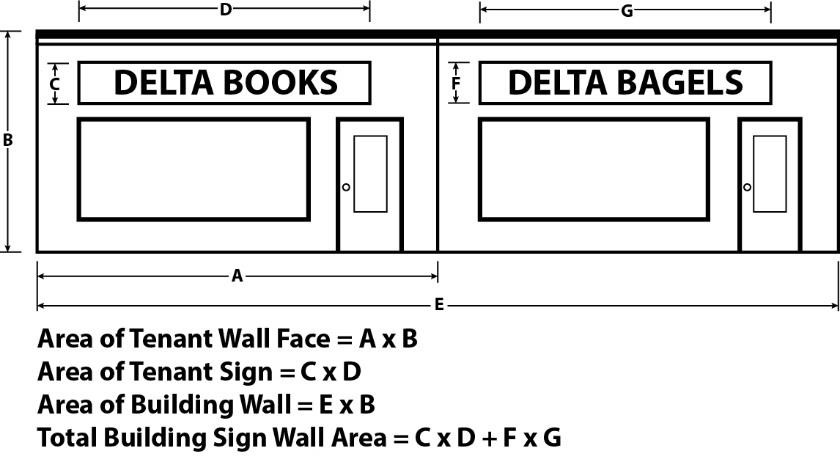 D
G
DELTA BOOKS
DELTA BAGELS
C
F
B
A
E
Area of Tenant Wall Face = A x B
Area of Tenant Sign = C x D
Area of Building Wall = E x B
Total Building Sign Wall Area = C x D + F x G